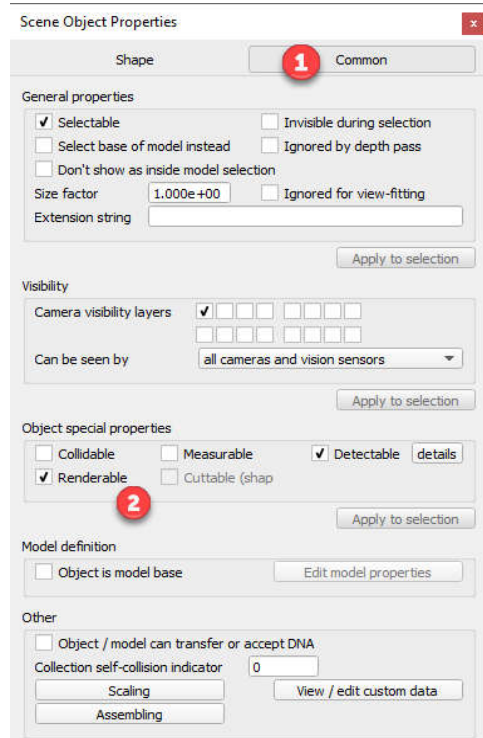 Scene Object Properties
x
Shape
1
Common
General properties
Selectable
Invisible during selection
Select base of model instead
Ignored by depth pass
Don't show as inside model selection
Size factor
1.000e+00
Ignored for view-fitting
Extension string
Apply to selection
Visibility
Camera visibility layers
Can be seen by
all cameras and vision sensors
Apply to selection
Object special properties
Collidable
Measurable
Detectable
details
Renderable
Cuttable (shap
2
Apply to selection
Model definition
Object is model base
Edit model properties
Other
Object / model can transfer or accept DNA
Collection self-collision indicator
0
Scaling
View / edit custom data
Assembling